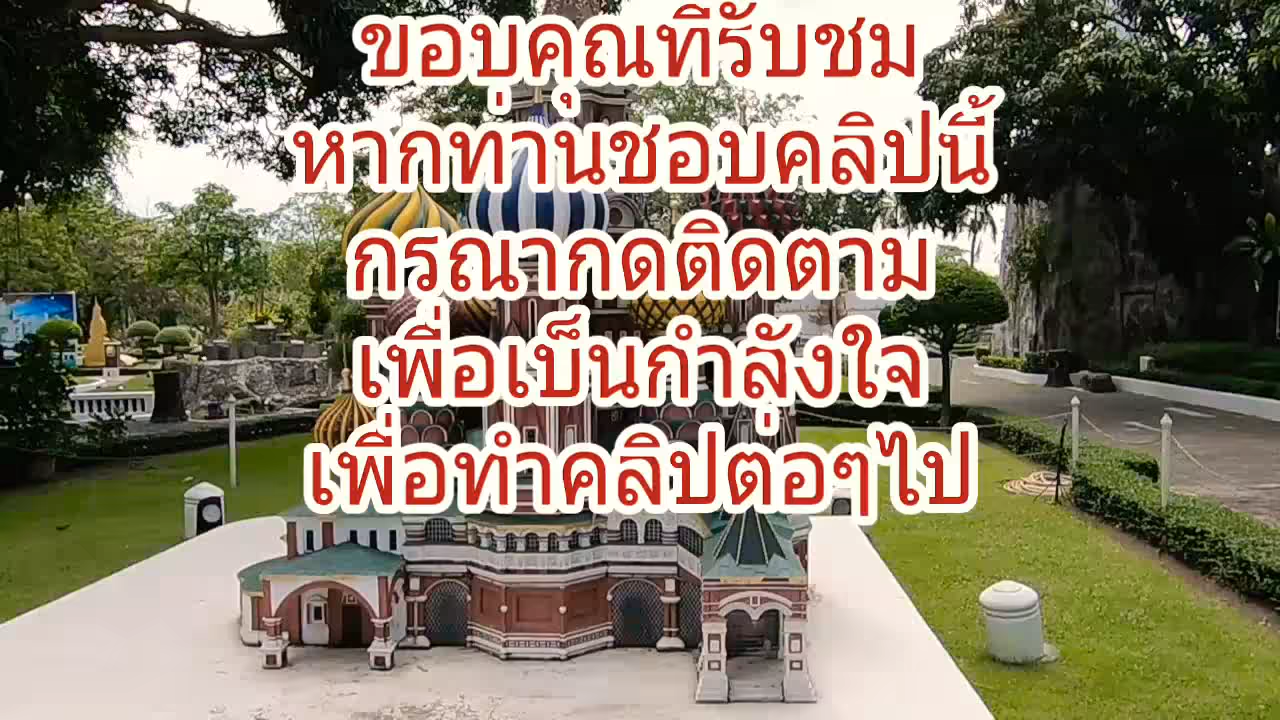 ขอบคุณที่รับชม
หากท่านชอบคลิปนี้
กรุณากดติดตาม
เพื่อเป็นกำลังใจ
เพื่อทำคลิปต่อๆไป